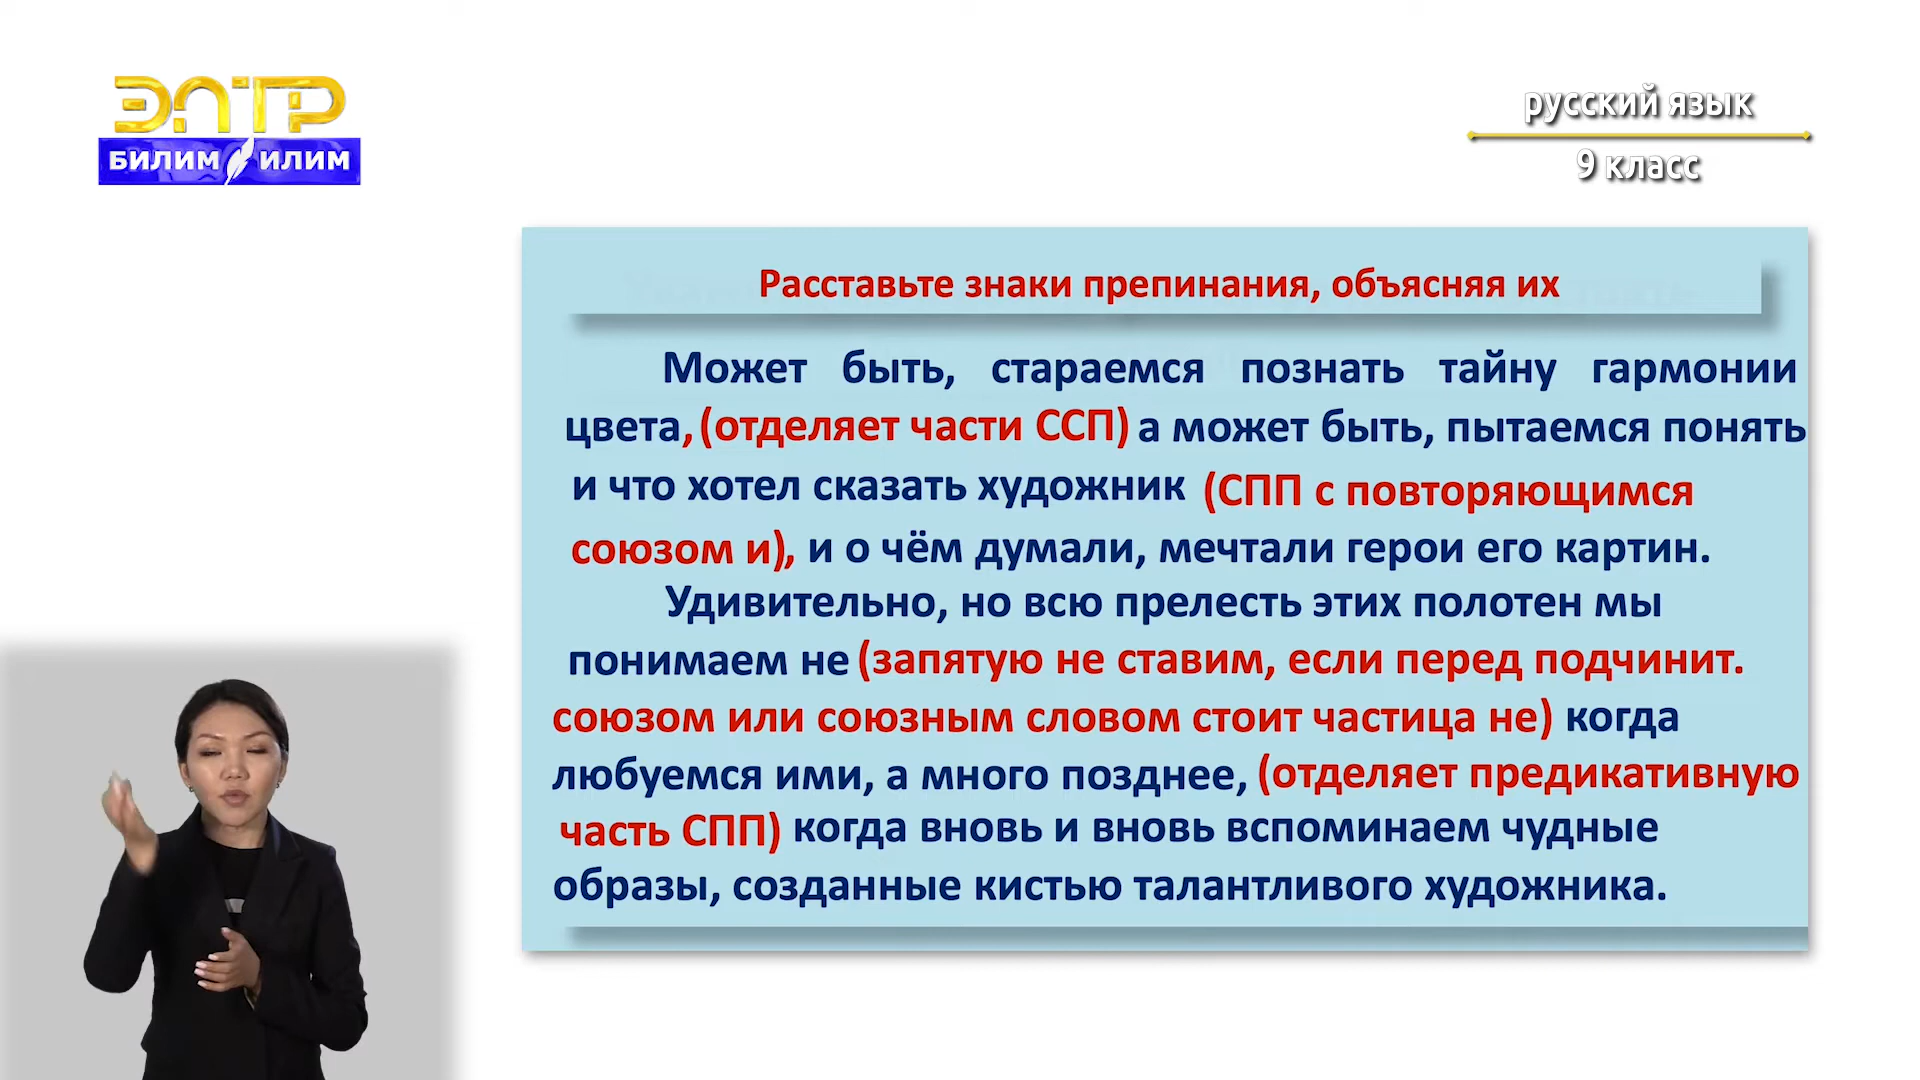 ЭЛТР
БИЛИМ ИЛИМ
русский язык
9 класс
Расставьте знаки препинания, объясняя их
Может быть, стараемся познать тайну гармонии
цвета, (отделяет части ССП) а может быть, пытаемся понять
и что хотел сказать художник (СПП с повторяющимся
союзом и), и о чём думали, мечтали герои его картин.
Удивительно, но всю прелесть этих полотен мы
понимаем не (запятую не ставим, если перед подчинит.
союзом или союзным словом стоит частица не) когда
любуемся ими, а много позднее, (отделяет предикативную
часть СПП) когда вновь и вновь вспоминаем чудные
образы, созданные кистью талантливого художника.